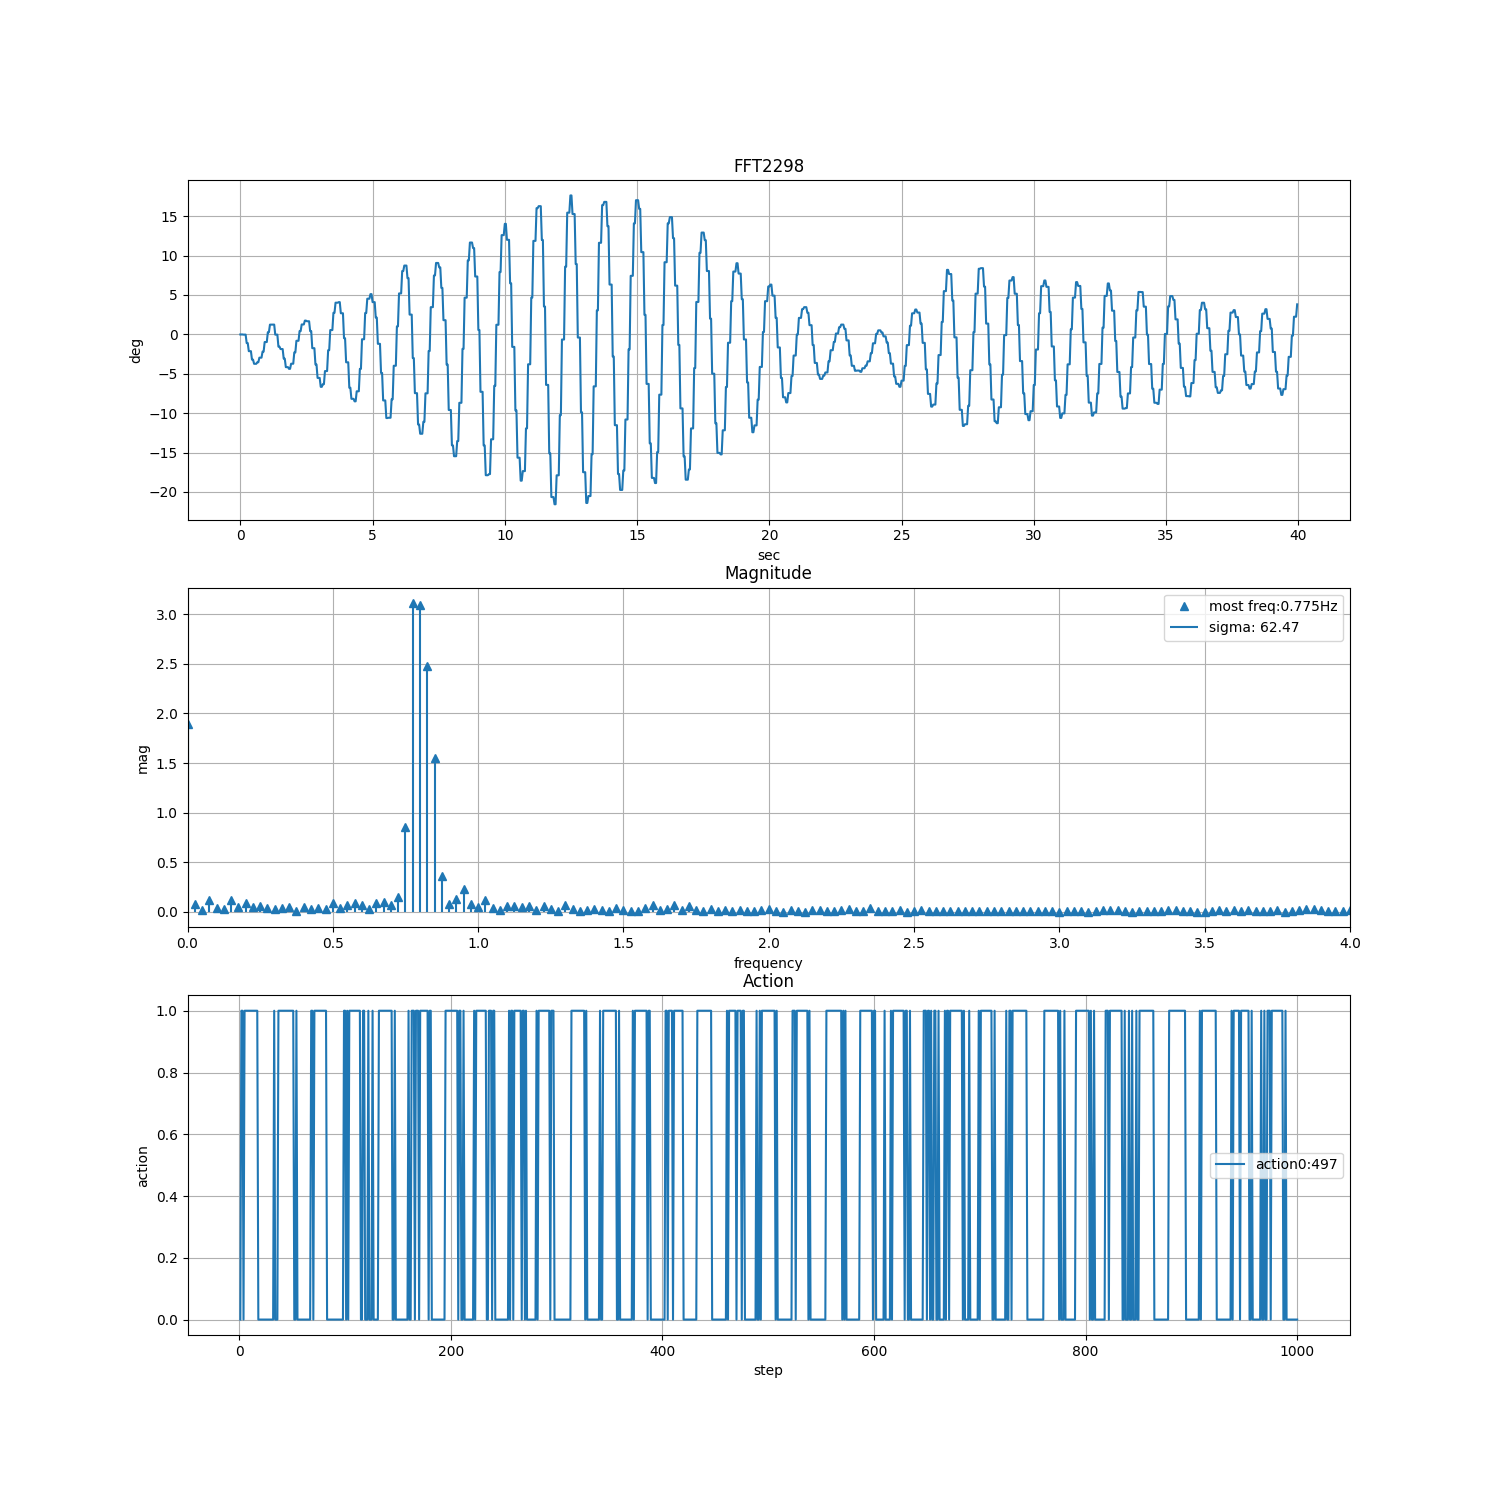 FFT2298
15
10
5
0
−5
−10
−15
−20
deg
0 5 10 15 20 25 30 35 40
sec
Magnitude
3.0
2.5
2.0
1.5
1.0
0.5
0.0
mag
most freq:0.775Hz
sigma: 62.47
0.0 0.5 1.0 1.5 2.0 2.5 3.0 3.5 4.0
frequency
Action
1.0
0.8
0.6
0.4
0.2
0.0
action
action0:497
0 200 400 600 800 1000
step